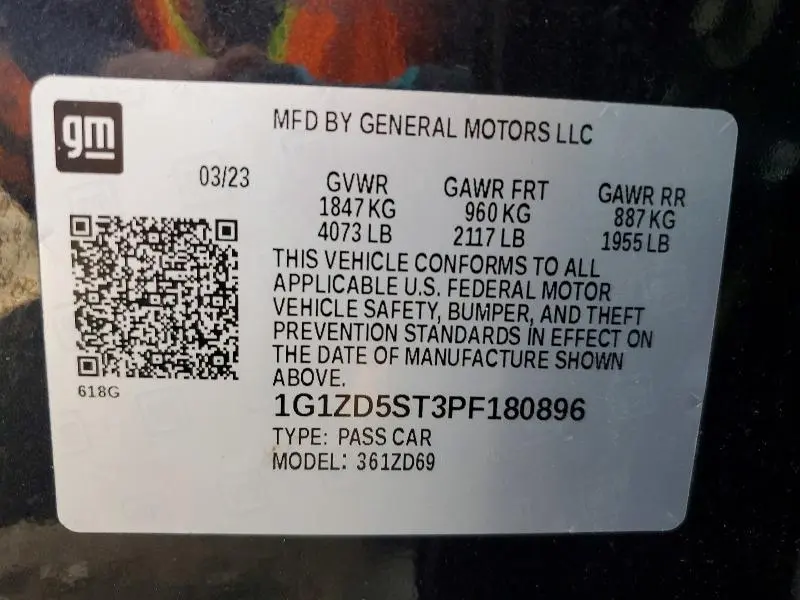 gm
MFD BY GENERAL MOTORS LLC
03/23
GVWR
1847 KG
4073 LB
GAWR FRT
960 KG
2117 LB
GAWR RR
887 KG
1955 LB
THIS VEHICLE CONFORMS TO ALL
APPLICABLE U.S. FEDERAL MOTOR
VEHICLE SAFETY, BUMPER, AND THEFT
PREVENTION STANDARDS IN EFFECT ON
THE DATE OF MANUFACTURE SHOWN
ABOVE.
618G
1G1ZD5ST3PF180896
TYPE: PASS CAR
MODEL: 361ZD69